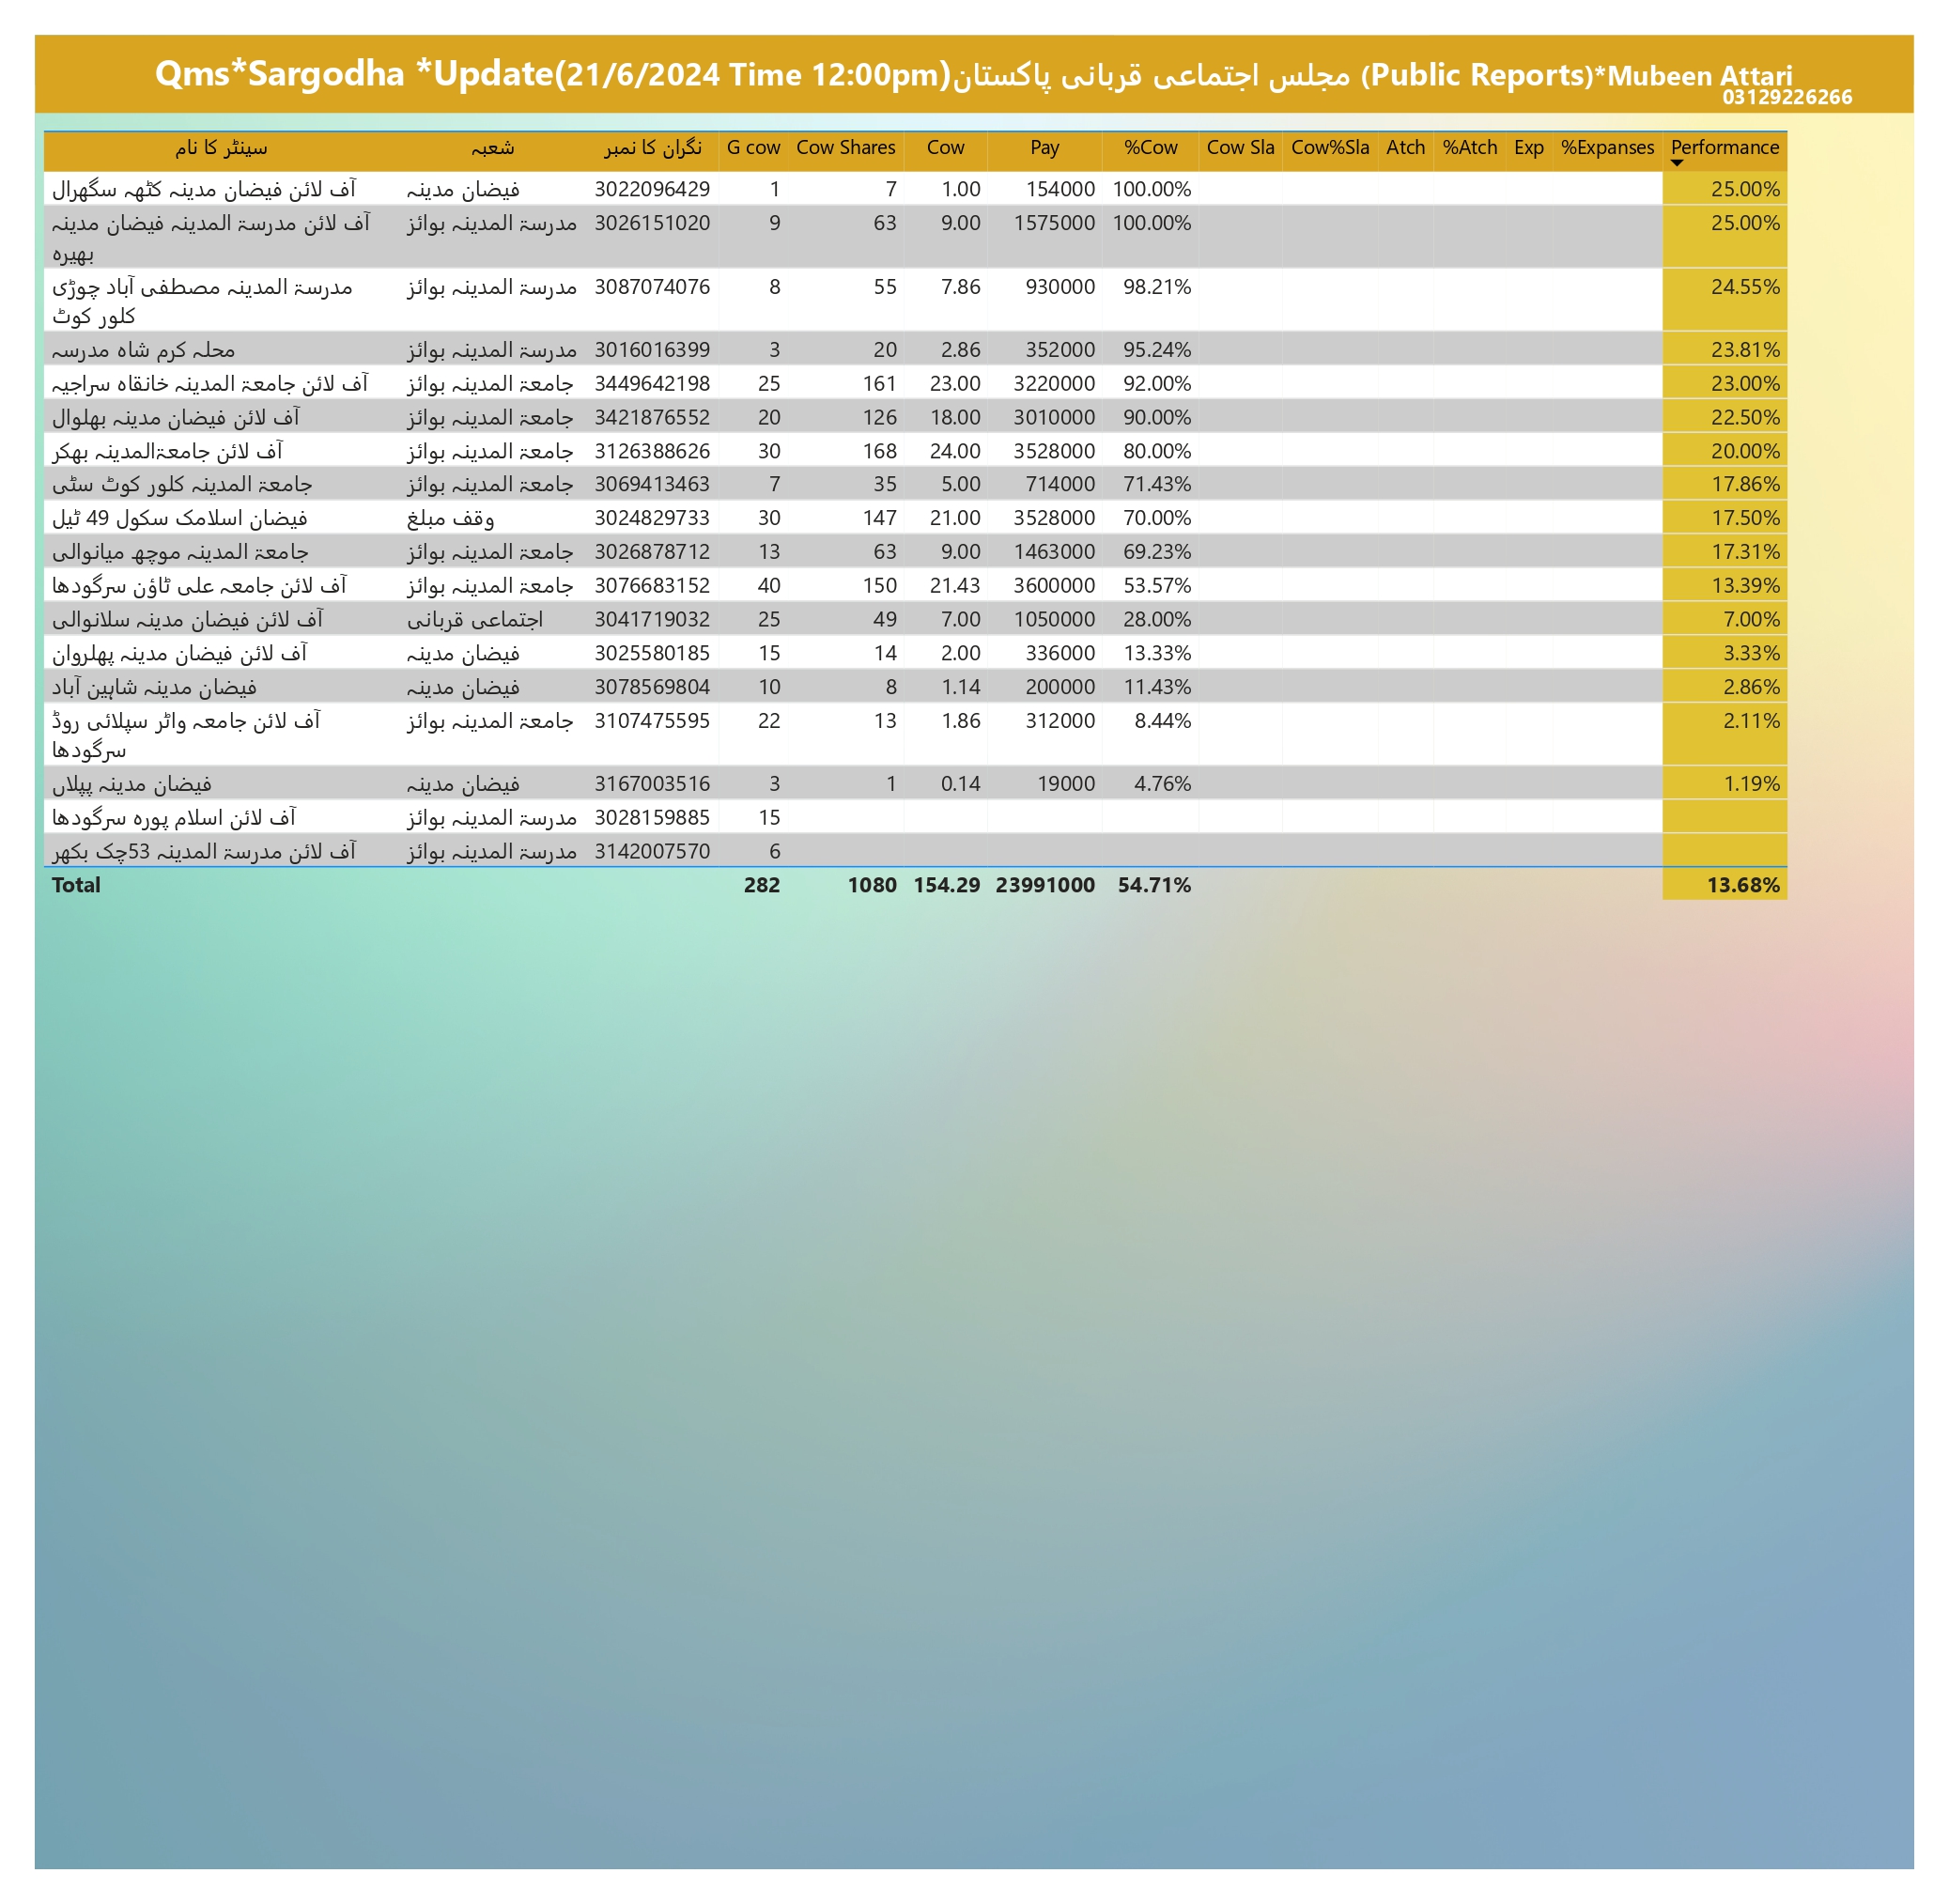 Qms*Sargodha *Update(21/6/2024 Time 12:00pm)مجلس اجتماعی قربانی پاکستان (Public Reports)*Mubeen Attari
03129226266
سینٹر کا نام شعبہ نگران کا نمبر G cow Cow Shares Cow Pay %Cow Cow Sla Cow%Sla Atch %Atch Exp %Expanses Performance
آف لائن فیضان مدینہ کٹھہ سگھرال فیضان مدینہ 3022096429 1 7 1.00 154000 100.00% 25.00%
آف لائن مدرسۃ المدینہ فیضان مدینہ مدرسۃ المدینہ بوائز 3026151020 9 63 9.00 1575000 100.00% 25.00%
بھیرہ
مدرسۃ المدینہ مصطفی آباد چوڑی مدرسۃ المدینہ بوائز 3087074076 8 55 7.86 930000 98.21% 24.55%
کلور کوٹ
محلہ کرم شاہ مدرسہ مدرسۃ المدینہ بوائز 3016016399 3 20 2.86 352000 95.24% 23.81%
آف لائن جامعۃ المدینہ خانقاہ سراجیہ جامعۃ المدینہ بوائز 3449642198 25 161 23.00 3220000 92.00% 23.00%
آف لائن فیضان مدینہ بھلوال جامعۃ المدینہ بوائز 3421876552 20 126 18.00 3010000 90.00% 22.50%
آف لائن جامعۃالمدینہ بھکر جامعۃ المدینہ بوائز 3126388626 30 168 24.00 3528000 80.00% 20.00%
جامعۃ المدینہ کلور کوٹ سٹی جامعۃ المدینہ بوائز 3069413463 7 35 5.00 714000 71.43% 17.86%
فیضان اسلامک سکول 49 ٹیل وقف مبلغ 3024829733 30 147 21.00 3528000 70.00% 17.50%
جامعۃ المدینہ موچھ میانوالی جامعۃ المدینہ بوائز 3026878712 13 63 9.00 1463000 69.23% 17.31%
آف لائن جامعہ علی ٹاؤن سرگودھا جامعۃ المدینہ بوائز 3076683152 40 150 21.43 3600000 53.57% 13.39%
آف لائن فیضان مدینہ سلانوالی اجتماعی قربانی 3041719032 25 49 7.00 1050000 28.00% 7.00%
آف لائن فیضان مدینہ پھلروان فیضان مدینہ 3025580185 15 14 2.00 336000 13.33% 3.33%
فیضان مدینہ شاہین آباد فیضان مدینہ 3078569804 10 8 1.14 200000 11.43% 2.86%
آف لائن جامعہ واٹر سپلائی روڈ جامعۃ المدینہ بوائز 3107475595 22 13 1.86 312000 8.44% 2.11%
سرگودھا
فیضان مدینہ پپلاں فیضان مدینہ 3167003516 3 1 0.14 19000 4.76% 1.19%
آف لائن اسلام پورہ سرگودھا مدرسۃ المدینہ بوائز 3028159885 15
آف لائن مدرسۃ المدینہ 53چک بکھر مدرسۃ المدینہ بوائز 3142007570 6
Total 282 1080 154.29 23991000 54.71% 13.68%